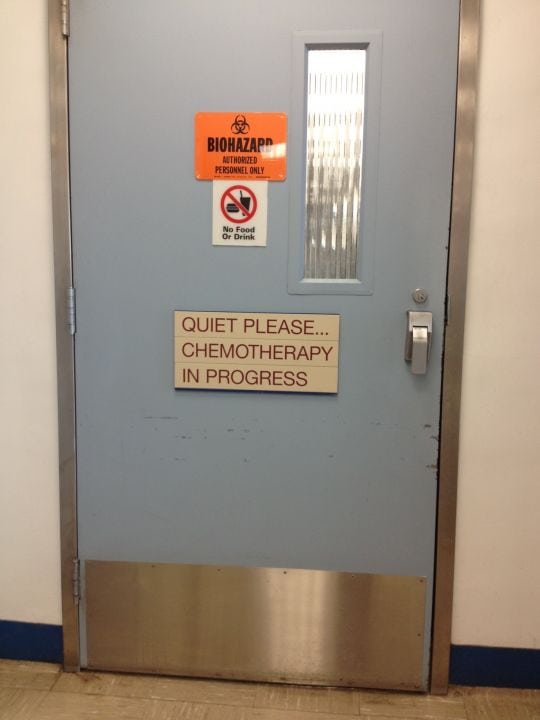 BIOHAZARD
AUTHORIZED
PERSONNEL ONLY
No Food
Or Drink
QUIET PLEASE...
CHEMOTHERAPY
IN PROGRESS